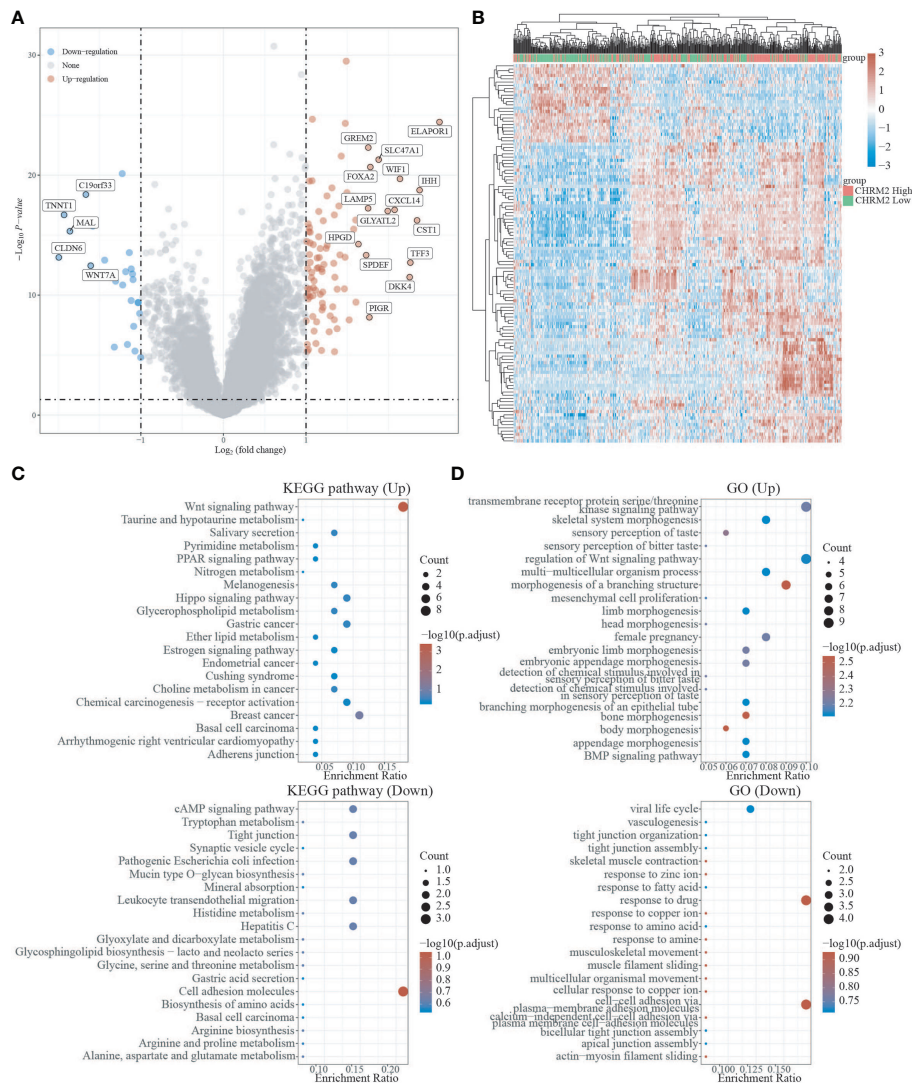 A
Down-regulation
None
Up-regulation
30
20
10
0
−Log10 P-value
ELAPOR1
GREM2
SLC47A1
FOXA2
WIF1
IHH
LAMP5
CXCL14
GLYATL2
CST1
HPGD
SPDEF
TFF3
DKK4
PIGR
C19orf33
TNNT1
MAL
CLDN6
WNT7A
−1
0
1
Log2 (fold change)
B
group
3
2
1
0
−1
−2
−3
group
CHRM2 High
CHRM2 Low
C
KEGG pathway (Up)
Wnt signaling pathway
Taurine and hypotaurine metabolism
Salivary secretion
Pyrimidine metabolism
PPAR signaling pathway
Nitrogen metabolism
Melanogenesis
Hippo signaling pathway
Glycerophospholipid metabolism
Gastric cancer
Ether lipid metabolism
Estrogen signaling pathway
Endometrial cancer
Cushing syndrome
Choline metabolism in cancer
Chemical carcinogenesis − receptor activation
Breast cancer
Basal cell carcinoma
Arrhythmogenic right ventricular cardiomyopathy
Adherens junction
0.05 0.10 0.15
Enrichment Ratio
Count
2
4
6
8
−log10(p.adjust)
3
2
1
KEGG pathway (Down)
cAMP signaling pathway
Tryptophan metabolism
Tight junction
Synaptic vesicle cycle
Pathogenic Escherichia coli infection
Mucin type O−glycan biosynthesis
Mineral absorption
Leukocyte transendothelial migration
Histidine metabolism
Hepatitis C
Glyoxylate and dicarboxylate metabolism
Glycosphingolipid biosynthesis − lacto and neolacto series
Glycine, serine and threonine metabolism
Gastric acid secretion
Cell adhesion molecules
Biosynthesis of amino acids
Basal cell carcinoma
Arginine biosynthesis
Arginine and proline metabolism
Alanine, aspartate and glutamate metabolism
0.10 0.15 0.20
Enrichment Ratio
Count
1.0
1.5
2.0
2.5
3.0
−log10(p.adjust)
1.0
0.9
0.8
0.7
0.6
D
GO (Up)
transmembrane receptor protein serine/threonine
kinase signaling pathway
skeletal system morphogenesis
sensory perception of taste
sensory perception of bitter taste
regulation of Wnt signaling pathway
multi−multicellular organism process
morphogenesis of a branching structure
mesenchymal cell proliferation
limb morphogenesis
head morphogenesis
female pregnancy
embryonic limb morphogenesis
embryonic appendage morphogenesis
detection of chemical stimulus involved in
sensory perception of bitter taste
detection of chemical stimulus involved
in sensory perception of taste
branching morphogenesis of an epithelial tube
bone morphogenesis
body morphogenesis
appendage morphogenesis
BMP signaling pathway
0.05 0.06 0.07 0.08 0.09 0.10
Enrichment Ratio
Count
4
5
6
7
8
9
−log10(p.adjust)
2.5
2.4
2.3
2.2
GO (Down)
viral life cycle
vasculogenesis
tight junction organization
tight junction assembly
skeletal muscle contraction
response to zinc ion
response to fatty acid
response to drug
response to copper ion
response to amino acid
response to amine
musculoskeletal movement
muscle filament sliding
multicellular organismal movement
cellular response to copper ion
cell−cell adhesion via
plasma−membrane adhesion molecules
calcium−independent cell−cell adhesion via
plasma membrane cell−adhesion molecules
bicellular tight junction assembly
apical junction assembly
actin−myosin filament sliding
0.100 0.125 0.150
Enrichment Ratio
Count
2.0
2.5
3.0
3.5
4.0
−log10(p.adjust)
0.90
0.85
0.80
0.75